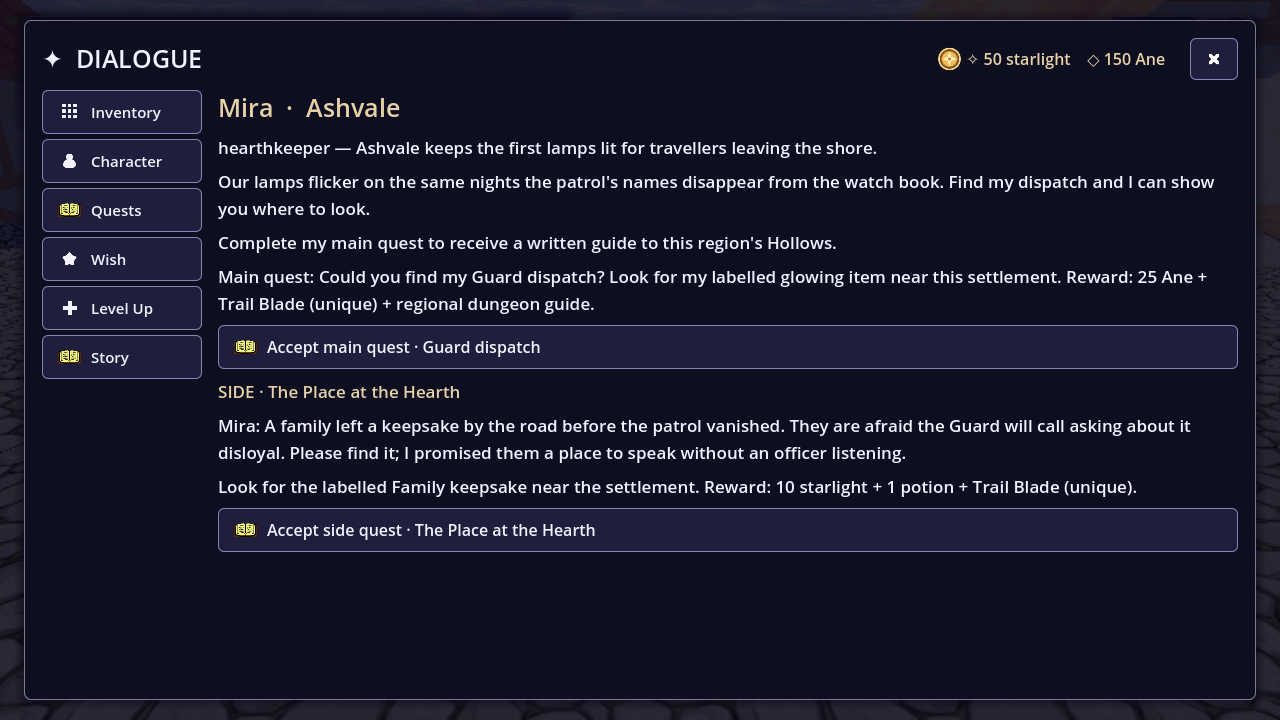 ✦ DIALOGUE
✧ 50 starlight ◇ 150 Ane
Inventory
Character
Quests
Wish
Level Up
Story
Mira · Ashvale
hearthkeeper — Ashvale keeps the first lamps lit for travellers leaving the shore.
Our lamps flicker on the same nights the patrol's names disappear from the watch book. Find my dispatch and I can show
you where to look.
Complete my main quest to receive a written guide to this region's Hollows.
Main quest: Could you find my Guard dispatch? Look for my labelled glowing item near this settlement. Reward: 25 Ane +
Trail Blade (unique) + regional dungeon guide.
Accept main quest · Guard dispatch
SIDE · The Place at the Hearth
Mira: A family left a keepsake by the road before the patrol vanished. They are afraid the Guard will call asking about it
disloyal. Please find it; I promised them a place to speak without an officer listening.
Look for the labelled Family keepsake near the settlement. Reward: 10 starlight + 1 potion + Trail Blade (unique).
Accept side quest · The Place at the Hearth